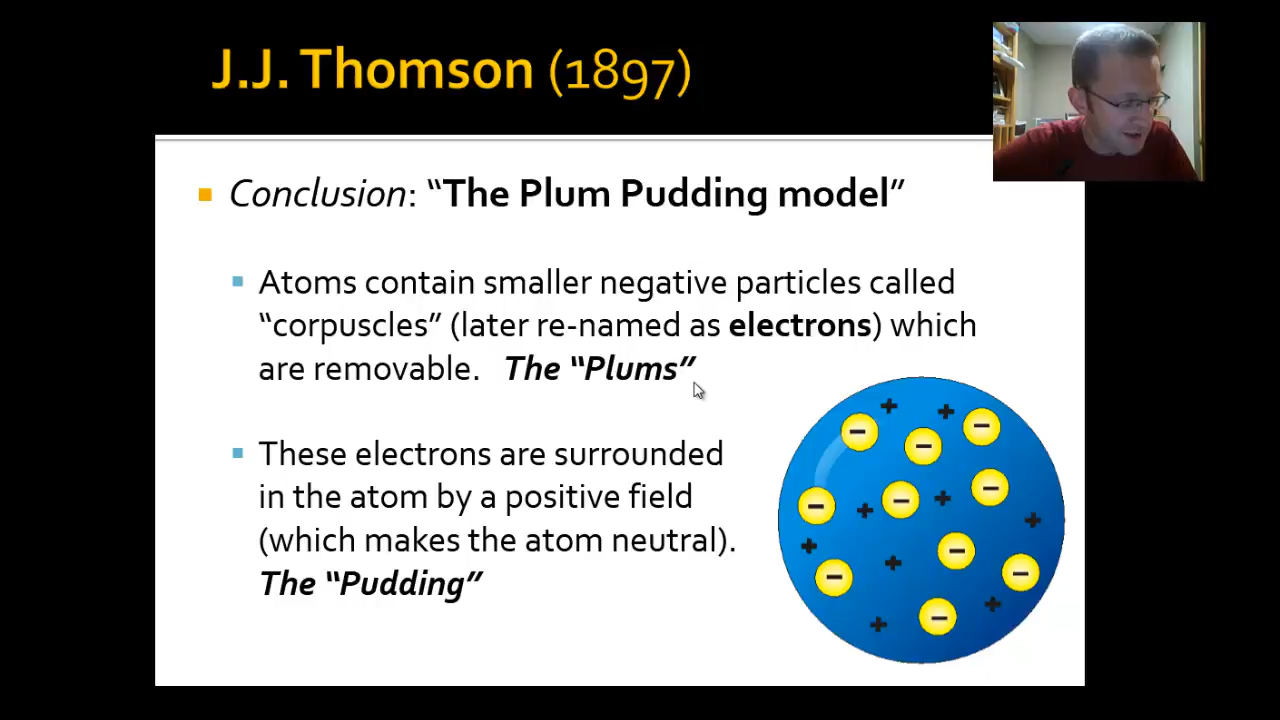 J.J. Thomson (1897)
Conclusion: “The Plum Pudding model”
Atoms contain smaller negative particles called
“corpuscles” (later re-named as electrons) which
are removable. The “Plums”
These electrons are surrounded
in the atom by a positive field
(which makes the atom neutral).
The “Pudding”